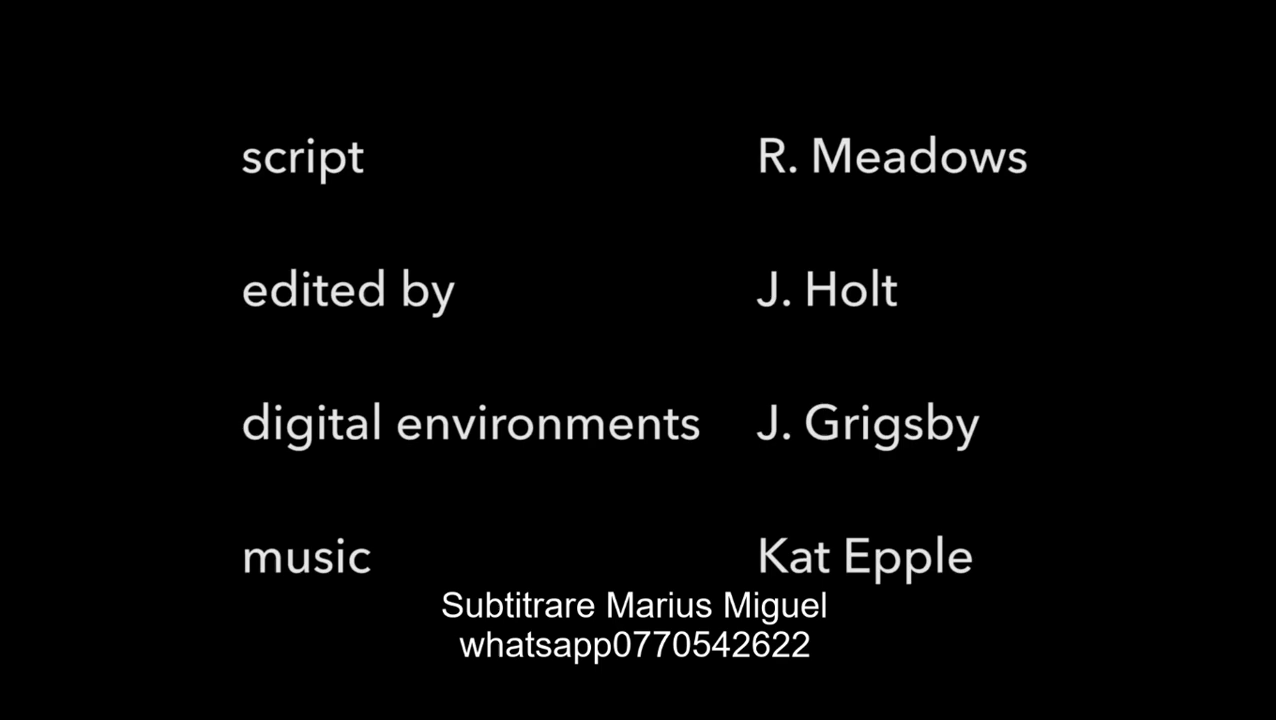 script R. Meadows
edited by J. Holt
digital environments J. Grigsby
music Kat Epple
Subtitrare Marius Miguel
whatsapp0770542622